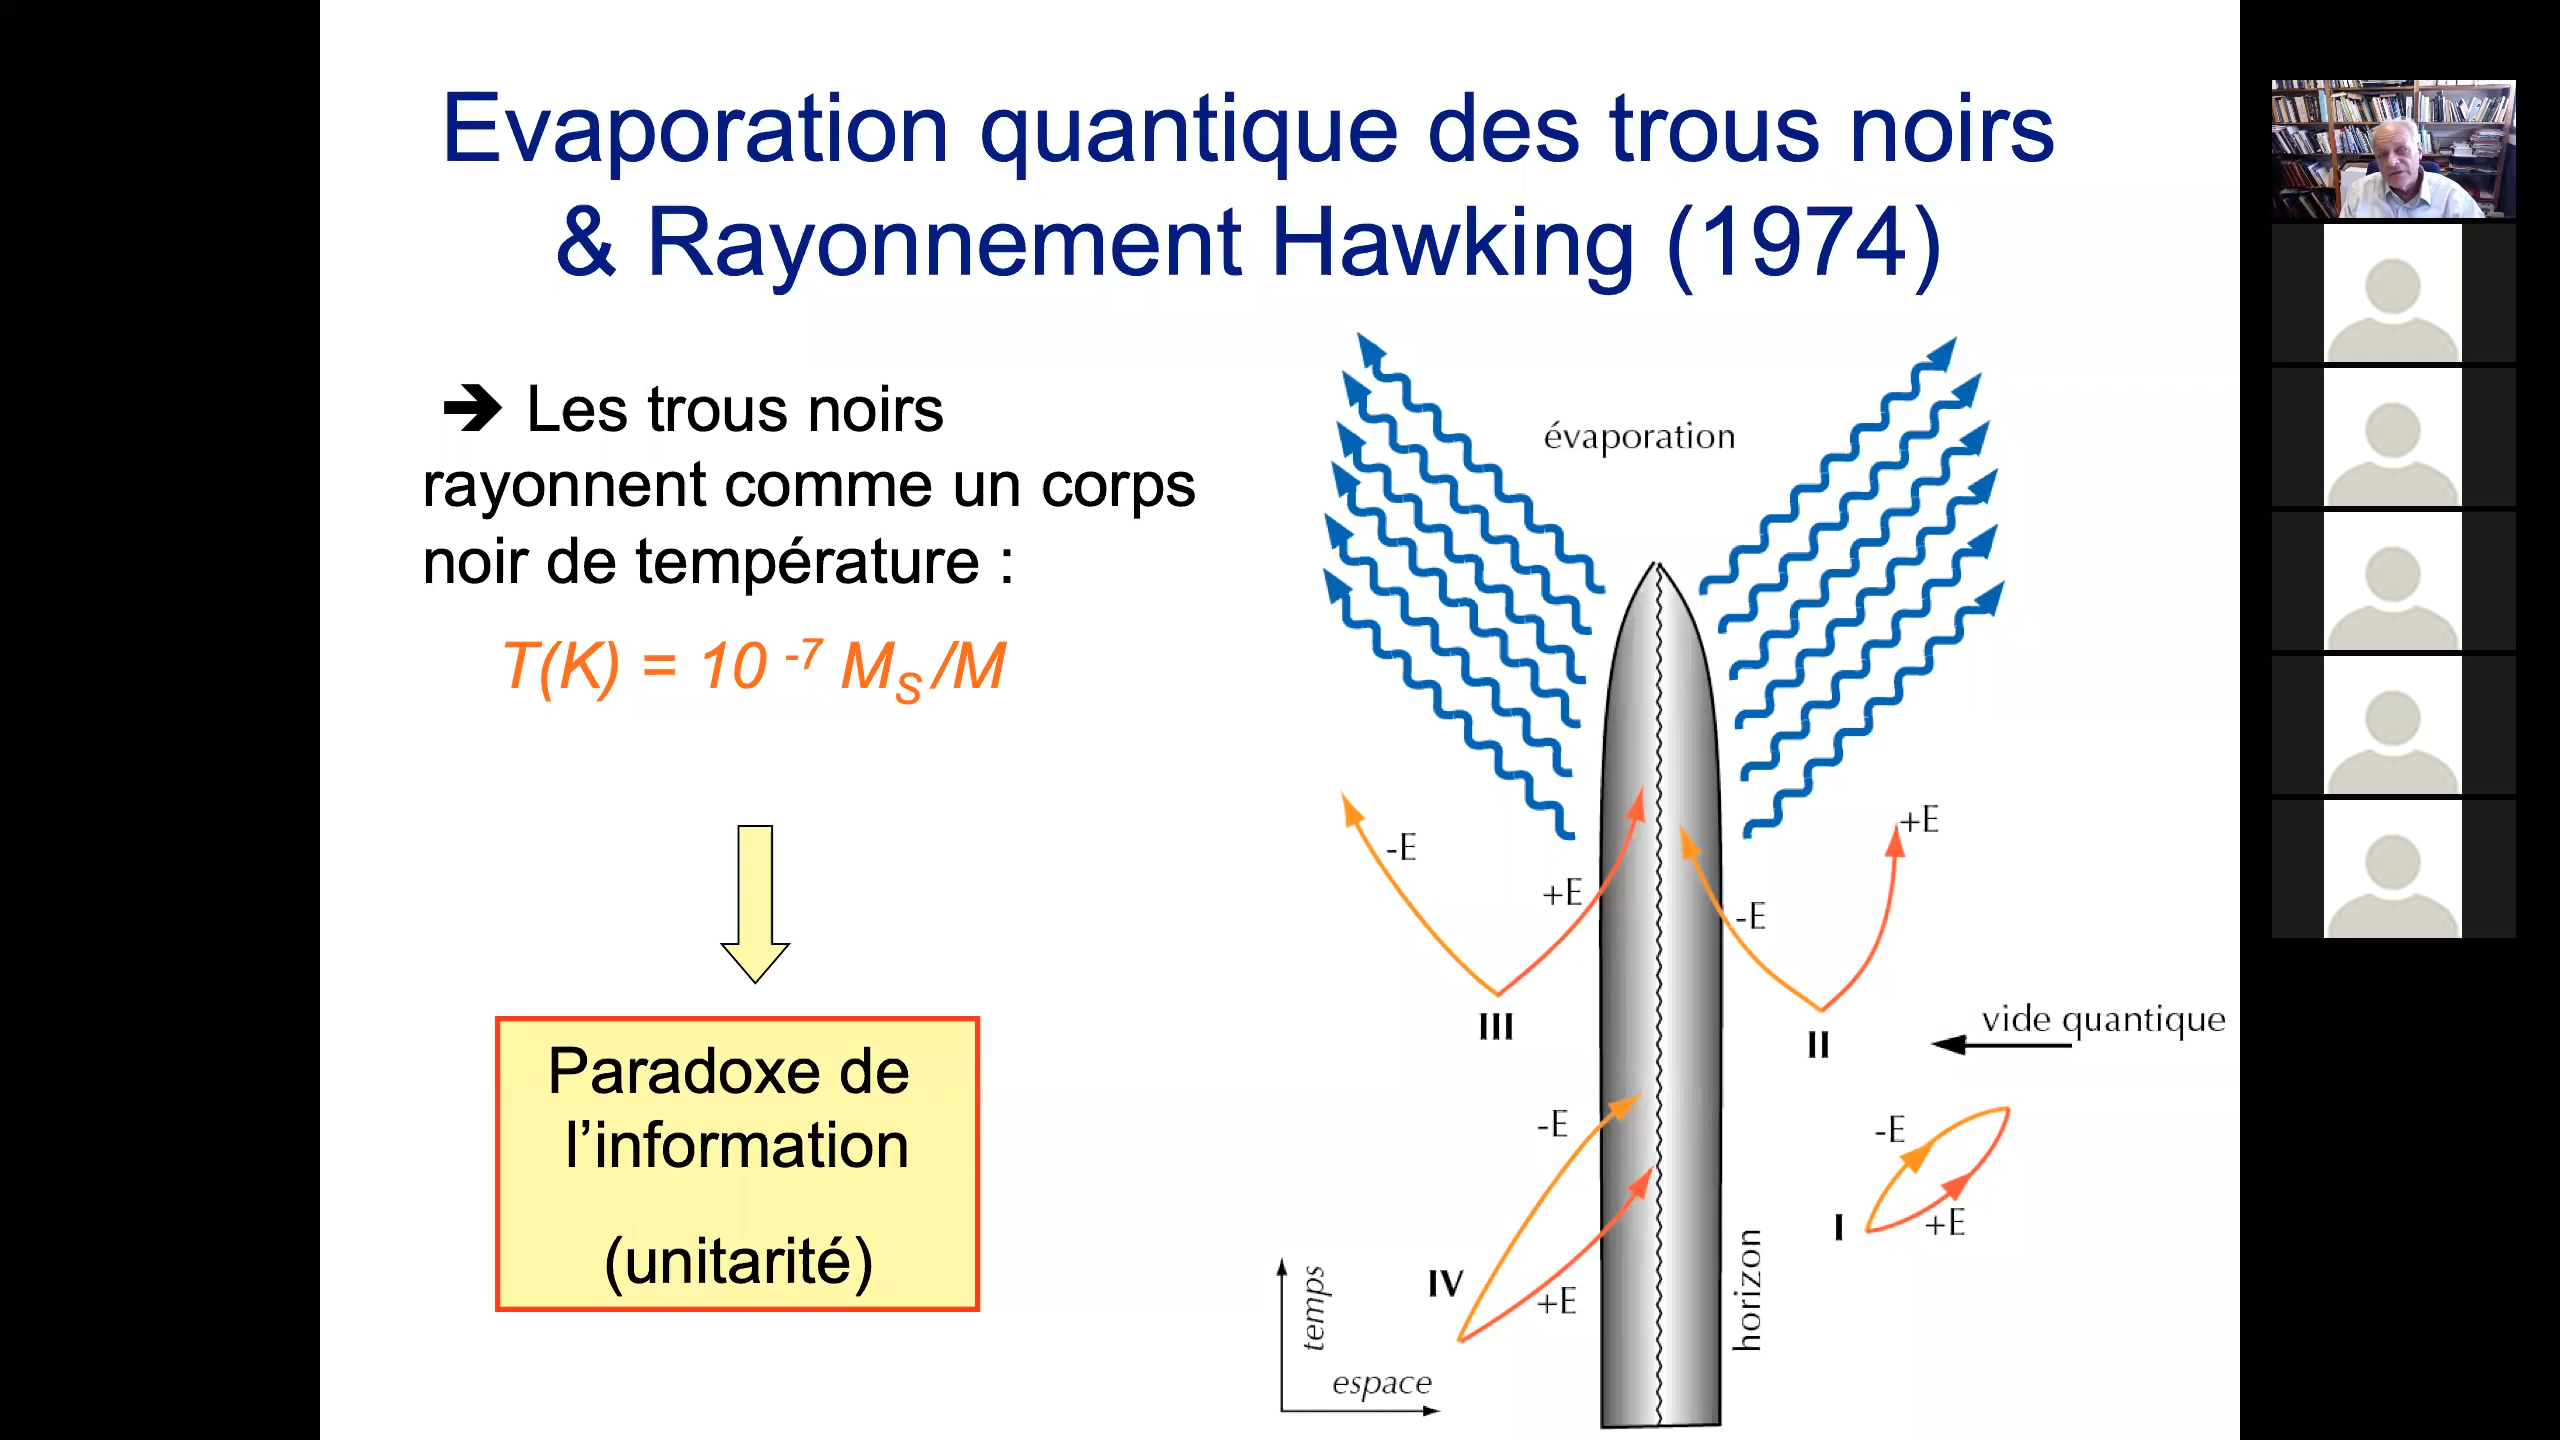 Evaporation quantique des trous noirs
& Rayonnement Hawking (1974)
➔ Les trous noirs
rayonnent comme un corps
noir de température :
T(K) = 10 -7 MS /M
Paradoxe de
l’information
(unitarité)
évaporation
-E
+E
+E
-E
III
II
vide quantique
-E
+E
IV
-E
+E
I
horizon
temps
espace